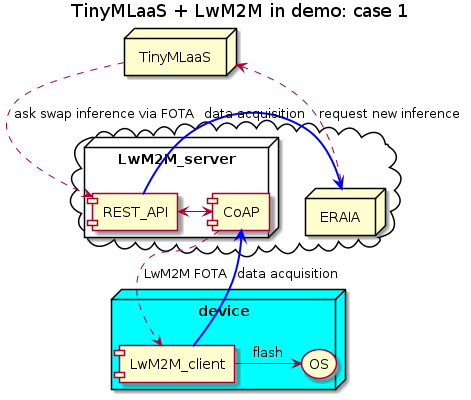 TinyMLaaS + LwM2M in demo: case 1
TinyMLaaS
ask swap inference via FOTA
data acquisition
request new inference
LwM2M_server
REST_API
CoAP
ERAIA
LwM2M FOTA
data acquisition
device
LwM2M_client
flash
OS